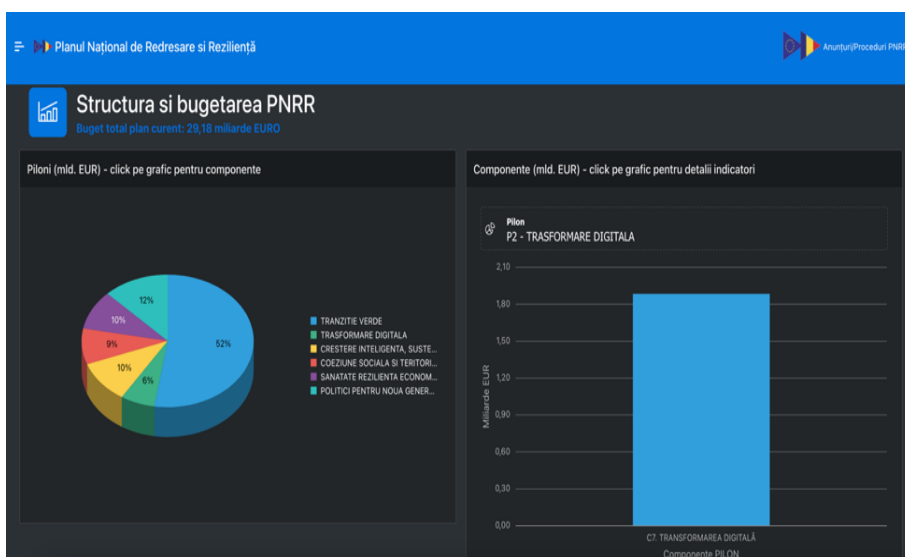 Planul Național de Redresare si Reziliență
Anunțuri/Proceduri PNRR
Structura si bugetarea PNRR
Buget total plan curent: 29,18 miliarde EURO
Piloni (mld. EUR) - click pe grafic pentru componente
52%
6%
10%
9%
10%
12%
TRANZITIE VERDE
TRASFORMARE DIGITALA
CRESTERE INTELIGENTA, SUSTE...
COEZIUNE SOCIALA SI TERITORI...
SANATATE REZILIENTA ECONOM...
POLITICI PENTRU NOUA GENER...
Componente (mld. EUR) - click pe grafic pentru detalii indicatori
Pilon
P2 - TRASFORMARE DIGITALA
Miliarde EUR
2,10
1,80
1,50
1,20
0,90
0,60
0,30
0,00
C7. TRANSFORMAREA DIGITALĂ
Componente PILON